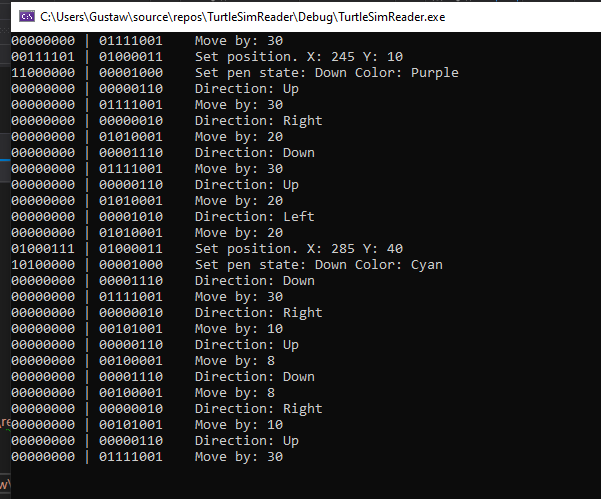 C:\Users\Gustaw\source\repos\TurtleSimReader\Debug\TurtleSimReader.exe
00000000 | 01111001 Move by: 30
00111101 | 01000011 Set position. X: 245 Y: 10
11000000 | 00001000 Set pen state: Down Color: Purple
00000000 | 00000110 Direction: Up
00000000 | 01111001 Move by: 30
00000000 | 00000010 Direction: Right
00000000 | 01010001 Move by: 20
00000000 | 00001110 Direction: Down
00000000 | 01111001 Move by: 30
00000000 | 00000110 Direction: Up
00000000 | 01010001 Move by: 20
00000000 | 00001010 Direction: Left
00000000 | 01010001 Move by: 20
01000111 | 01000011 Set position. X: 285 Y: 40
10100000 | 00001000 Set pen state: Down Color: Cyan
00000000 | 00001110 Direction: Down
00000000 | 01111001 Move by: 30
00000000 | 00000010 Direction: Right
00000000 | 00101001 Move by: 10
00000000 | 00000110 Direction: Up
00000000 | 00100001 Move by: 8
00000000 | 00001110 Direction: Down
00000000 | 00100001 Move by: 8
00000000 | 00000010 Direction: Right
00000000 | 00101001 Move by: 10
00000000 | 00000110 Direction: Up
00000000 | 01111001 Move by: 30